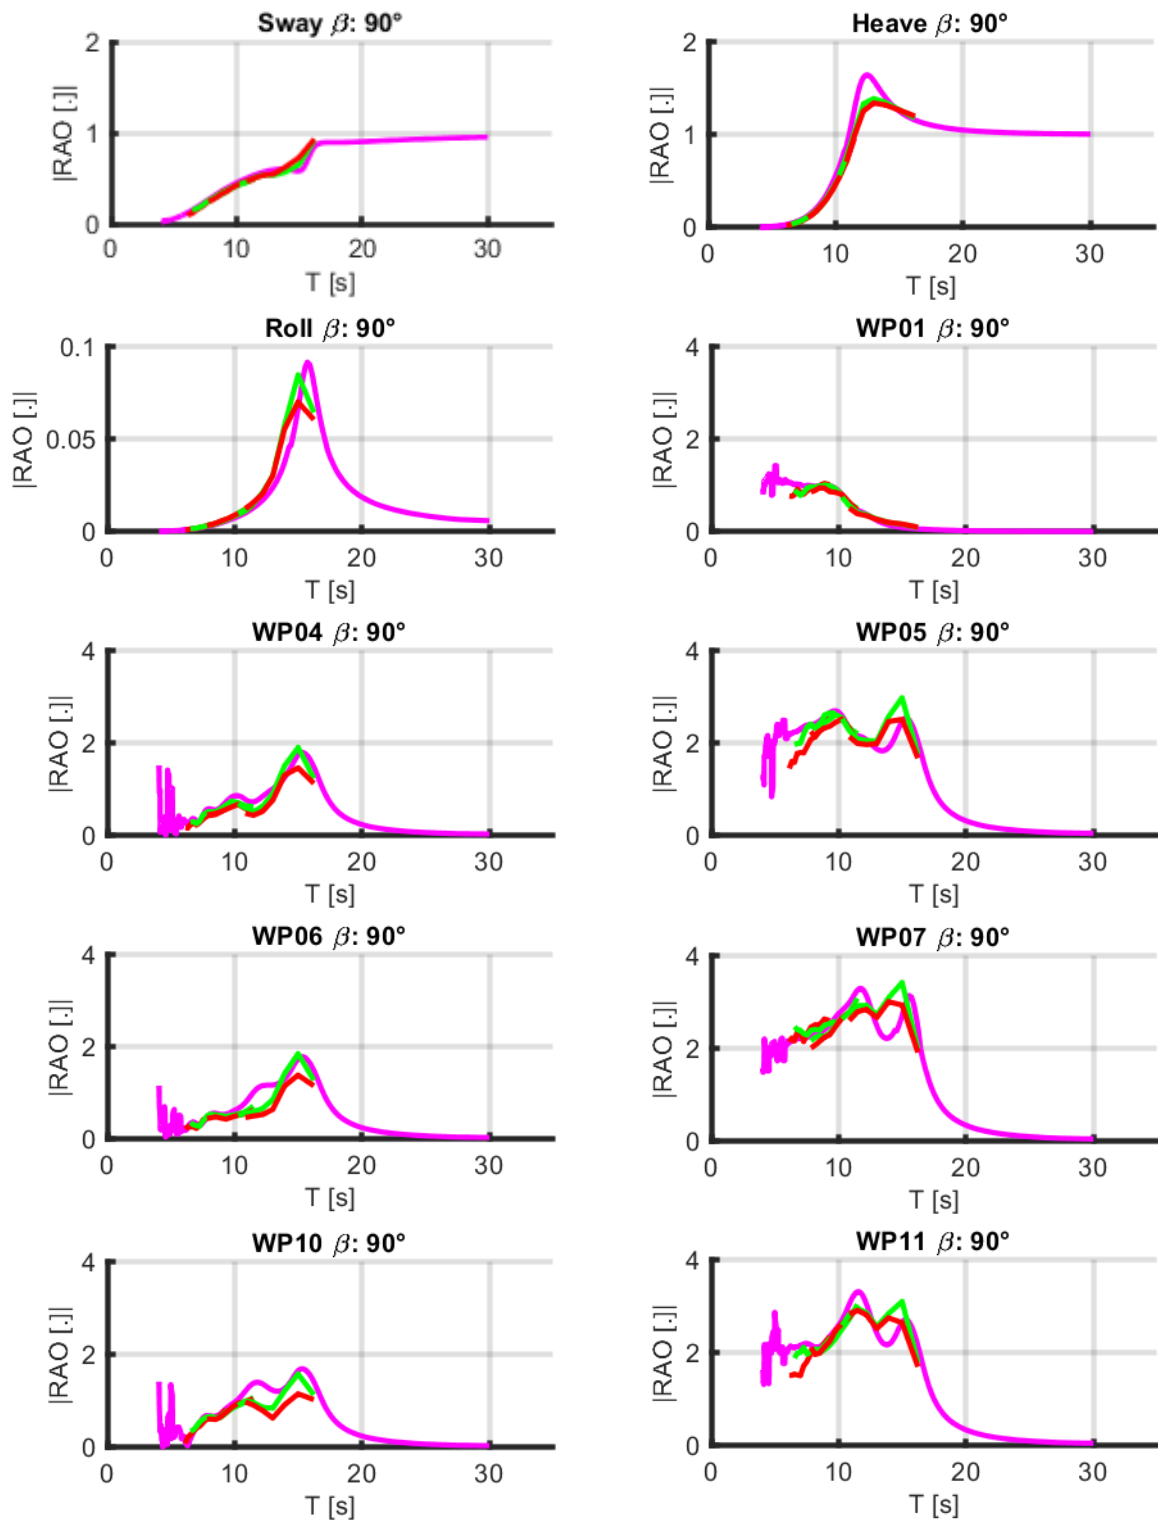 Sway β: 90°
Heave β: 90°
|RAO [.]|
2
1
0
0 10 20 30
T [s]
|RAO [.]|
2
1
0
0 10 20 30
T [s]
Roll β: 90°
WP01 β: 90°
|RAO [.]|
0.1
0.05
0
0 10 20 30
T [s]
|RAO [.]|
4
2
0
0 10 20 30
T [s]
WP04 β: 90°
WP05 β: 90°
|RAO [.]|
4
2
0
0 10 20 30
T [s]
|RAO [.]|
4
2
0
0 10 20 30
T [s]
WP06 β: 90°
WP07 β: 90°
|RAO [.]|
4
2
0
0 10 20 30
T [s]
|RAO [.]|
4
2
0
0 10 20 30
T [s]
WP10 β: 90°
WP11 β: 90°
|RAO [.]|
4
2
0
0 10 20 30
T [s]
|RAO [.]|
4
2
0
0 10 20 30
T [s]